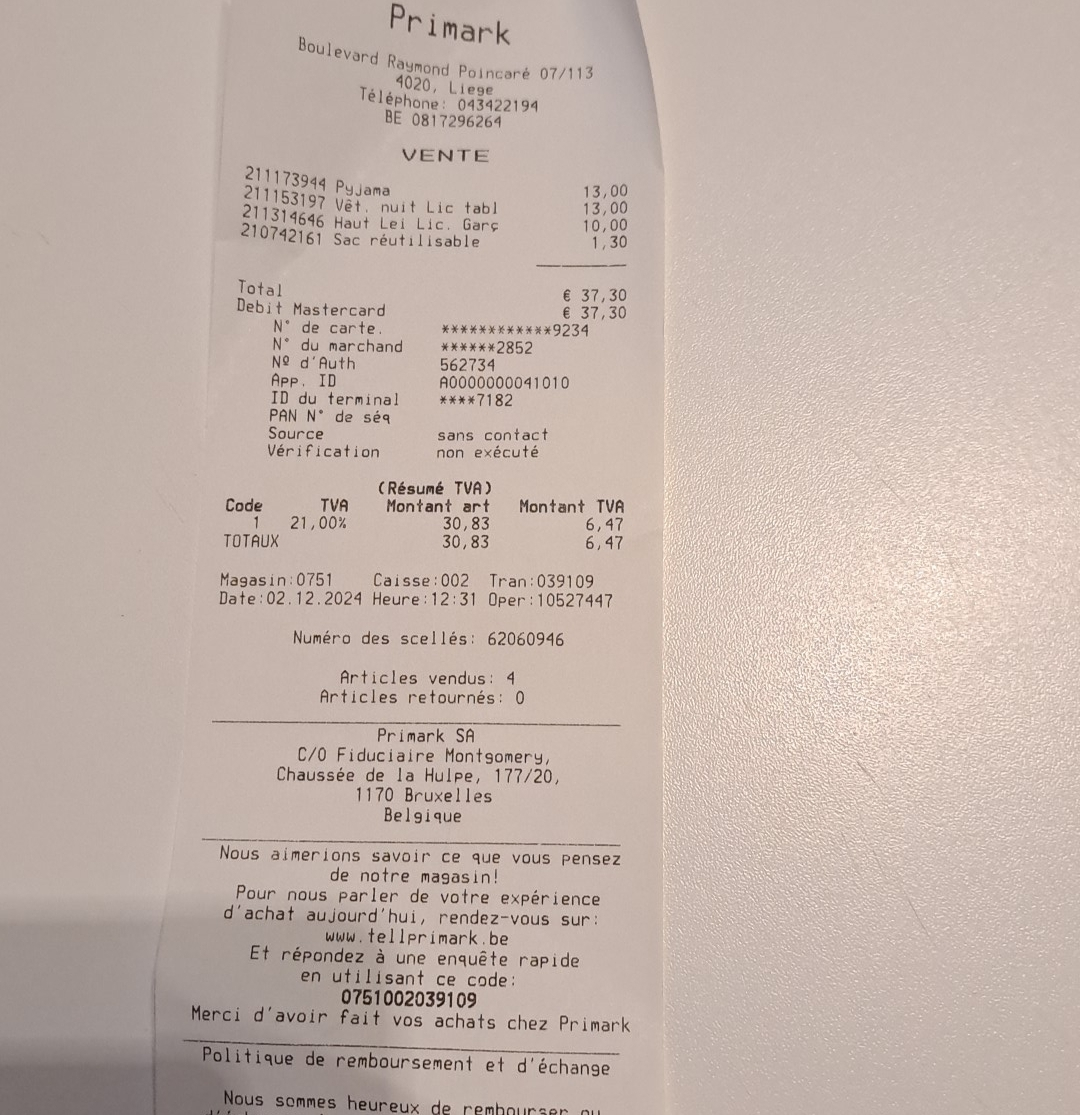 Primark
Boulevard Raymond Poincaré 07/113
4020, Liege
Téléphone: 043422194
BE 0817296264
VENTE
211173944 Pyjama 13,00
211153197 Vêt. nuit Lic tabl 13,00
211314646 Haut Lei Lic. Garç 10,00
210742161 Sac réutilisable 1,30
Total € 37,30
Debit Mastercard € 37,30
N° de carte. ************9234
N° du marchand ******2852
Nº d'Auth 562734
App. ID A0000000041010
ID du terminal ****7182
PAN N° de séq
Source sans contact
Vérification non exécuté
(Résumé TVA)
Code TVA Montant art Montant TVA
1 21,00% 30,83 6,47
TOTAUX 30,83 6,47
Magasin:0751 Caisse:002 Tran:039109
Date:02.12.2024 Heure:12:31 Oper:10527447
Numéro des scellés: 62060946
Articles vendus: 4
Articles retournés: 0
Primark SA
C/O Fiduciaire Montgomery,
Chaussée de la Hulpe, 177/20,
1170 Bruxelles
Belgique
Nous aimerions savoir ce que vous pensez
de notre magasin!
Pour nous parler de votre expérience
d'achat aujourd'hui, rendez-vous sur:
www.tellprimark.be
Et répondez à une enquête rapide
en utilisant ce code:
0751002039109
Merci d'avoir fait vos achats chez Primark
Politique de remboursement et d'échange
Nous sommes heureux de rembourser ou